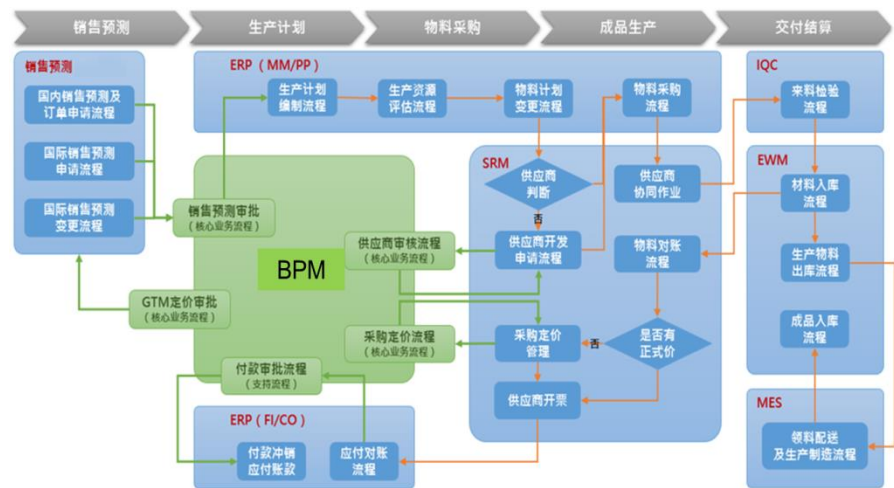 销售预测
生产计划
物料采购
成品生产
交付结算
销售预测
国内销售预测及
订单申请流程
国际销售预测
申请流程
国际销售预测
变更流程
ERP（MM/PP）
生产计划
编制流程
生产资源
评估流程
物料计划
变更流程
物料采购
流程
IQC
来料检验
流程
SRM
供应商
判断
否
供应商
协同作业
供应商开发
申请流程
物料对账
流程
采购定价
管理
否
是否有
正式价
供应商开票
EWM
材料入库
流程
生产物料
出库流程
成品入库
流程
BPM
销售预测审批
（核心业务流程）
供应商审核流程
（核心业务流程）
GTM定价审批
（核心业务流程）
采购定价流程
（核心业务流程）
付款审批流程
（支持流程）
ERP（FI/CO）
付款冲销
应付账款
应付对账
流程
MES
领料配送
及生产制造流程